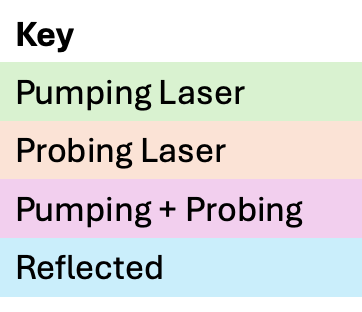 Key
Pumping Laser
Probing Laser
Pumping + Probing
Reflected